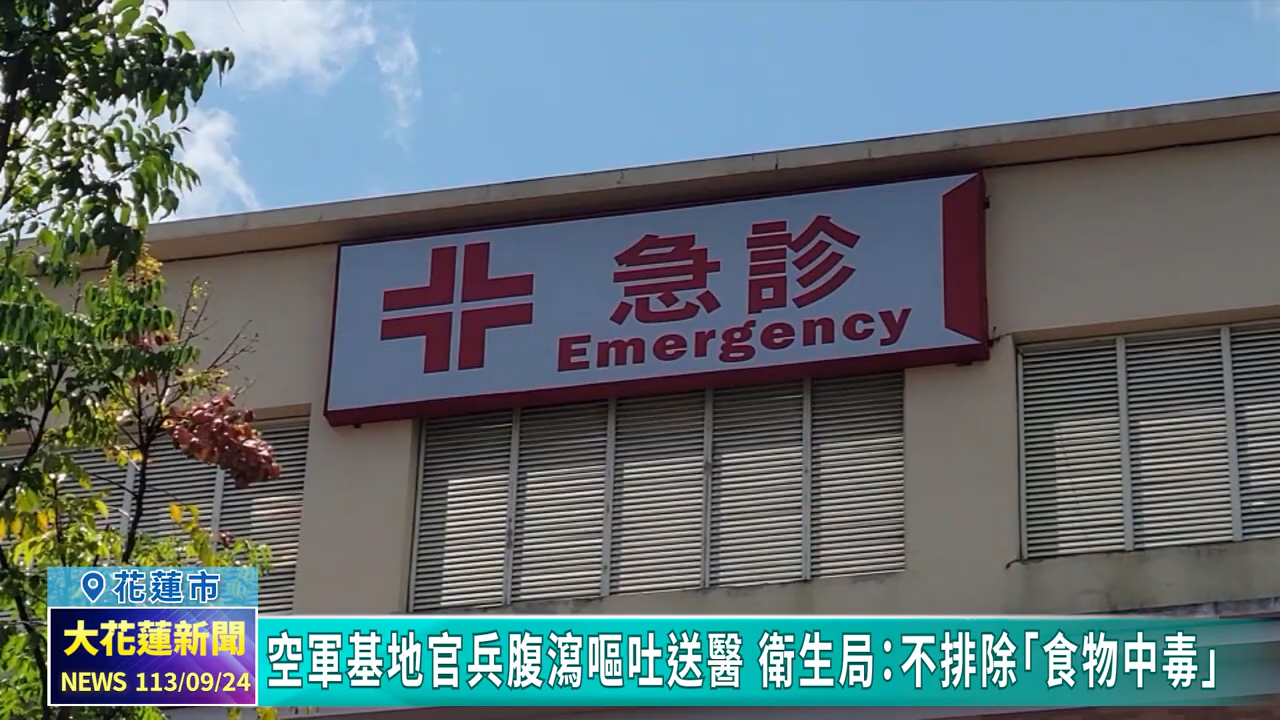 急診
Emergency
花蓮市
大花蓮新聞
NEWS 113/09/24
空軍基地官兵腹瀉嘔吐送醫 衛生局：不排除「食物中毒」